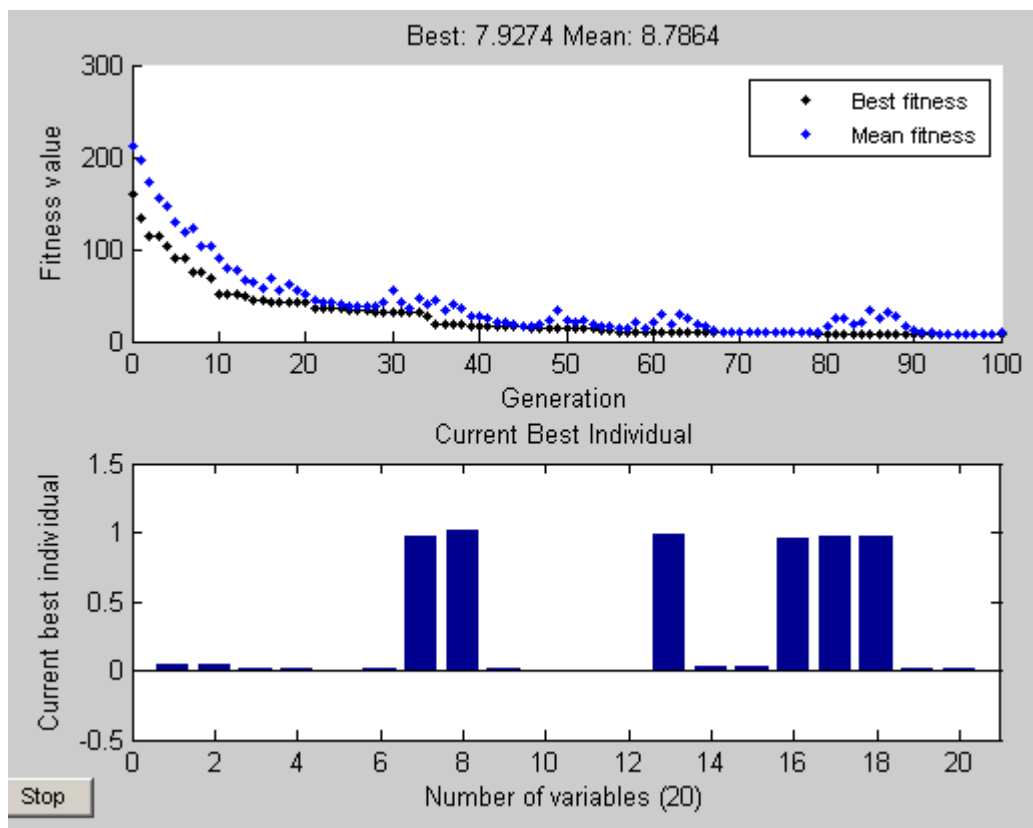 Best: 7.9274 Mean: 8.7864
300
200
100
0
Fitness value
Best fitness
Mean fitness
0 10 20 30 40 50 60 70 80 90 100
Generation
Current Best Individual
1.5
1
0.5
0
-0.5
Current best individual
0 2 4 6 8 10 12 14 16 18 20
Number of variables (20)
Stop